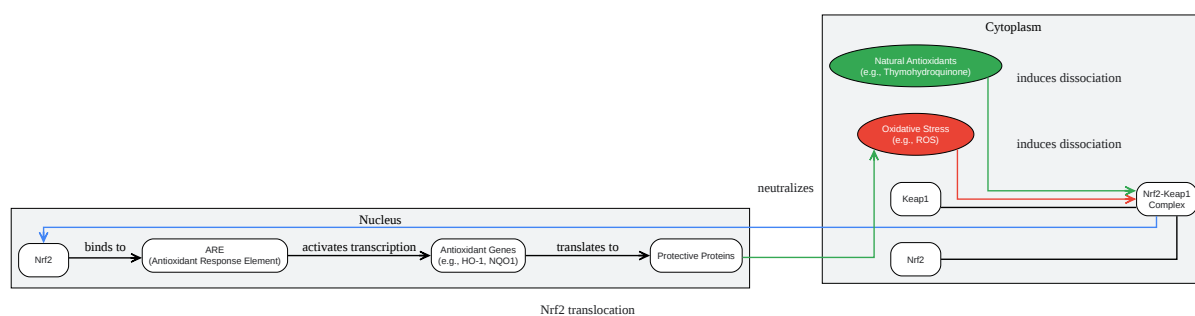 Cytoplasm
Natural Antioxidants
(e.g., Thymohydroquinone)
induces dissociation
Oxidative Stress
(e.g., ROS)
induces dissociation
neutralizes
Keap1
Nrf2-Keap1
Complex
Nrf2
Nucleus
Nrf2
binds to
ARE
(Antioxidant Response Element)
activates transcription
Antioxidant Genes
(e.g., HO-1, NQO1)
translates to
Protective Proteins
Nrf2 translocation